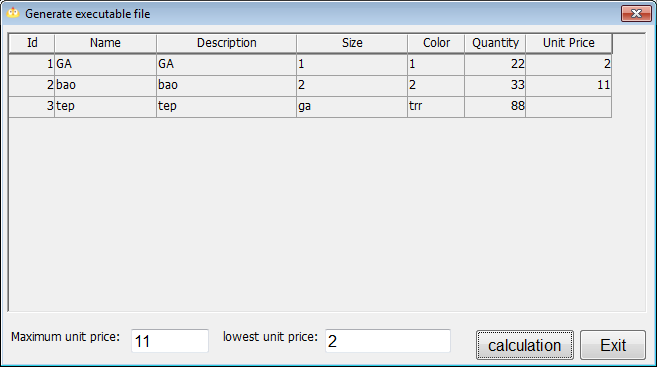 Generate executable file
Id Name Description Size Color Quantity Unit Price
1 GA GA 1 1 22 2
2 bao bao 2 2 33 11
3 tep tep ga trr 88
Maximum unit price: 11 lowest unit price: 2 calculation Exit